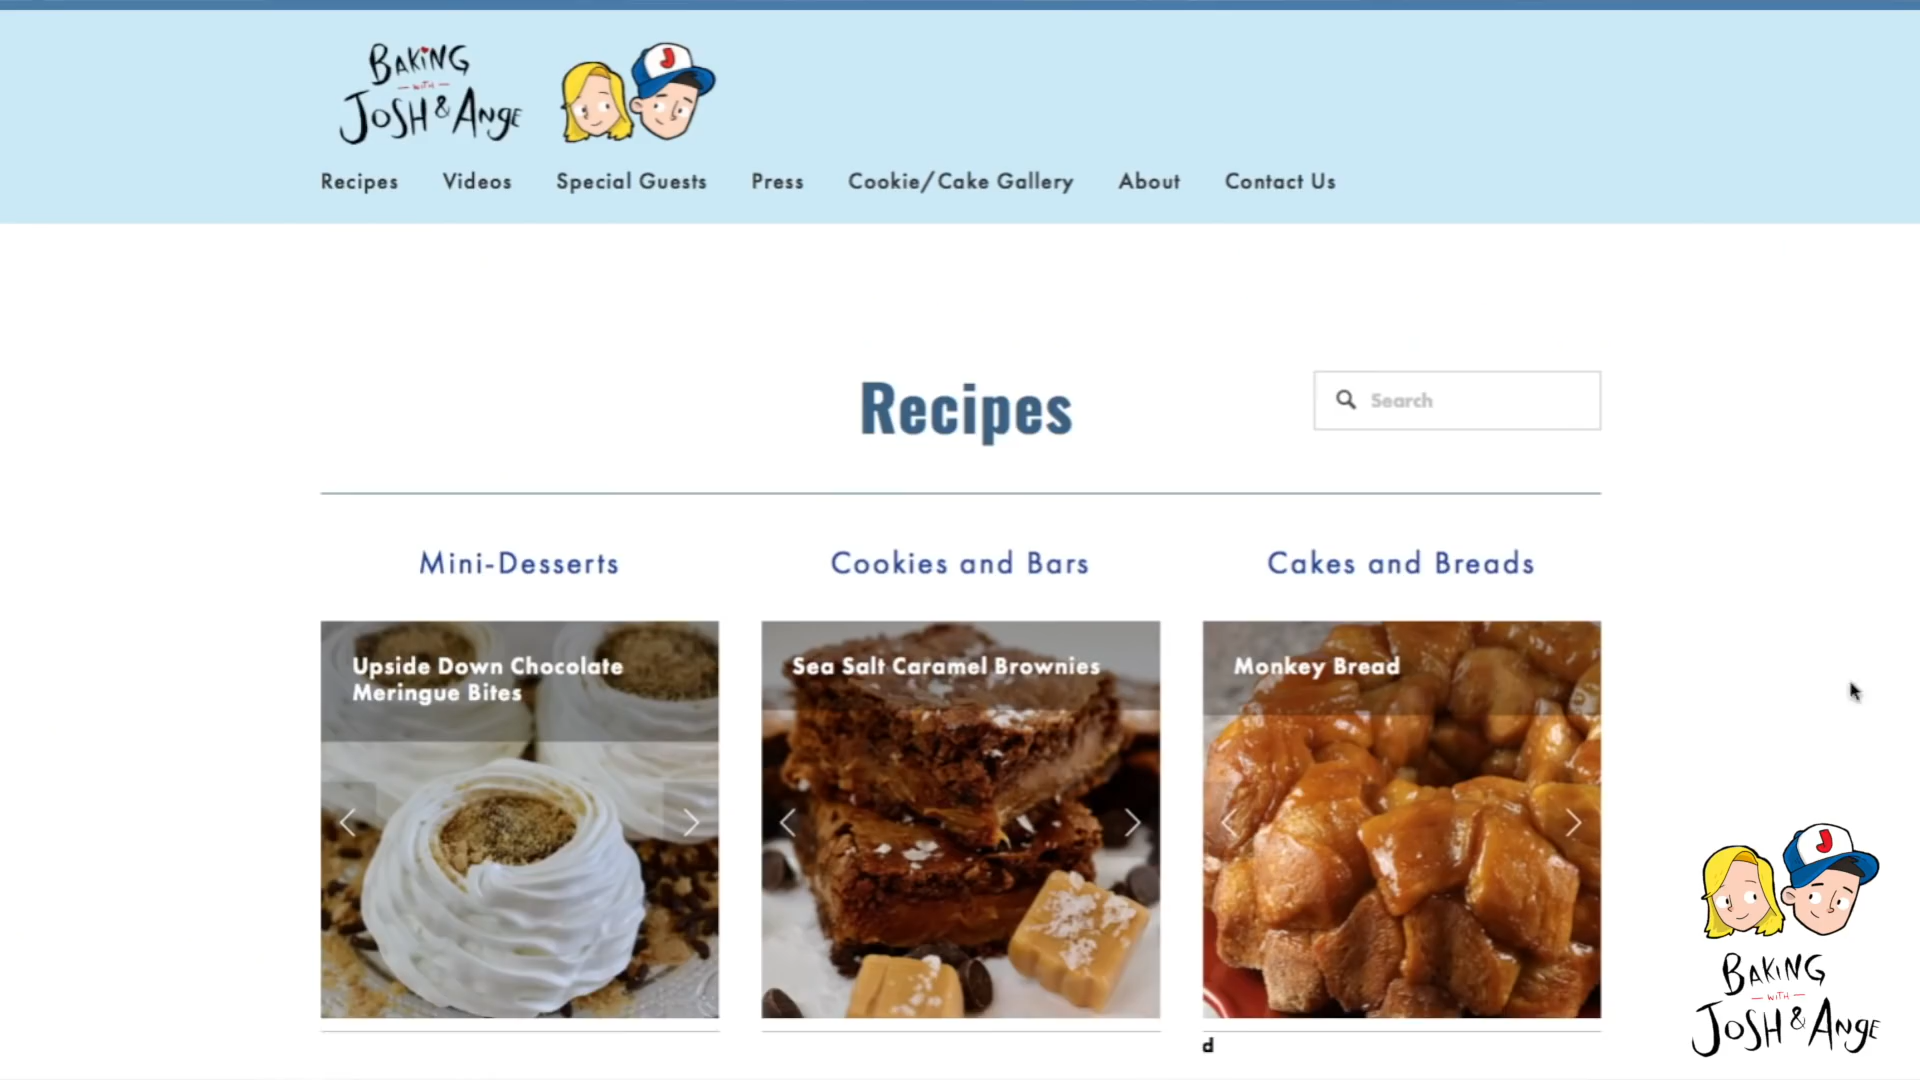 BAKING
WITH
JOSH & ANGE
J
Recipes Videos Special Guests Press Cookie/Cake Gallery About Contact Us
Recipes
Search
Mini-Desserts Cookies and Bars Cakes and Breads
Upside Down Chocolate
Meringue Bites
Sea Salt Caramel Brownies
Monkey Bread
d
J
BAKING
WITH
JOSH & ANGE